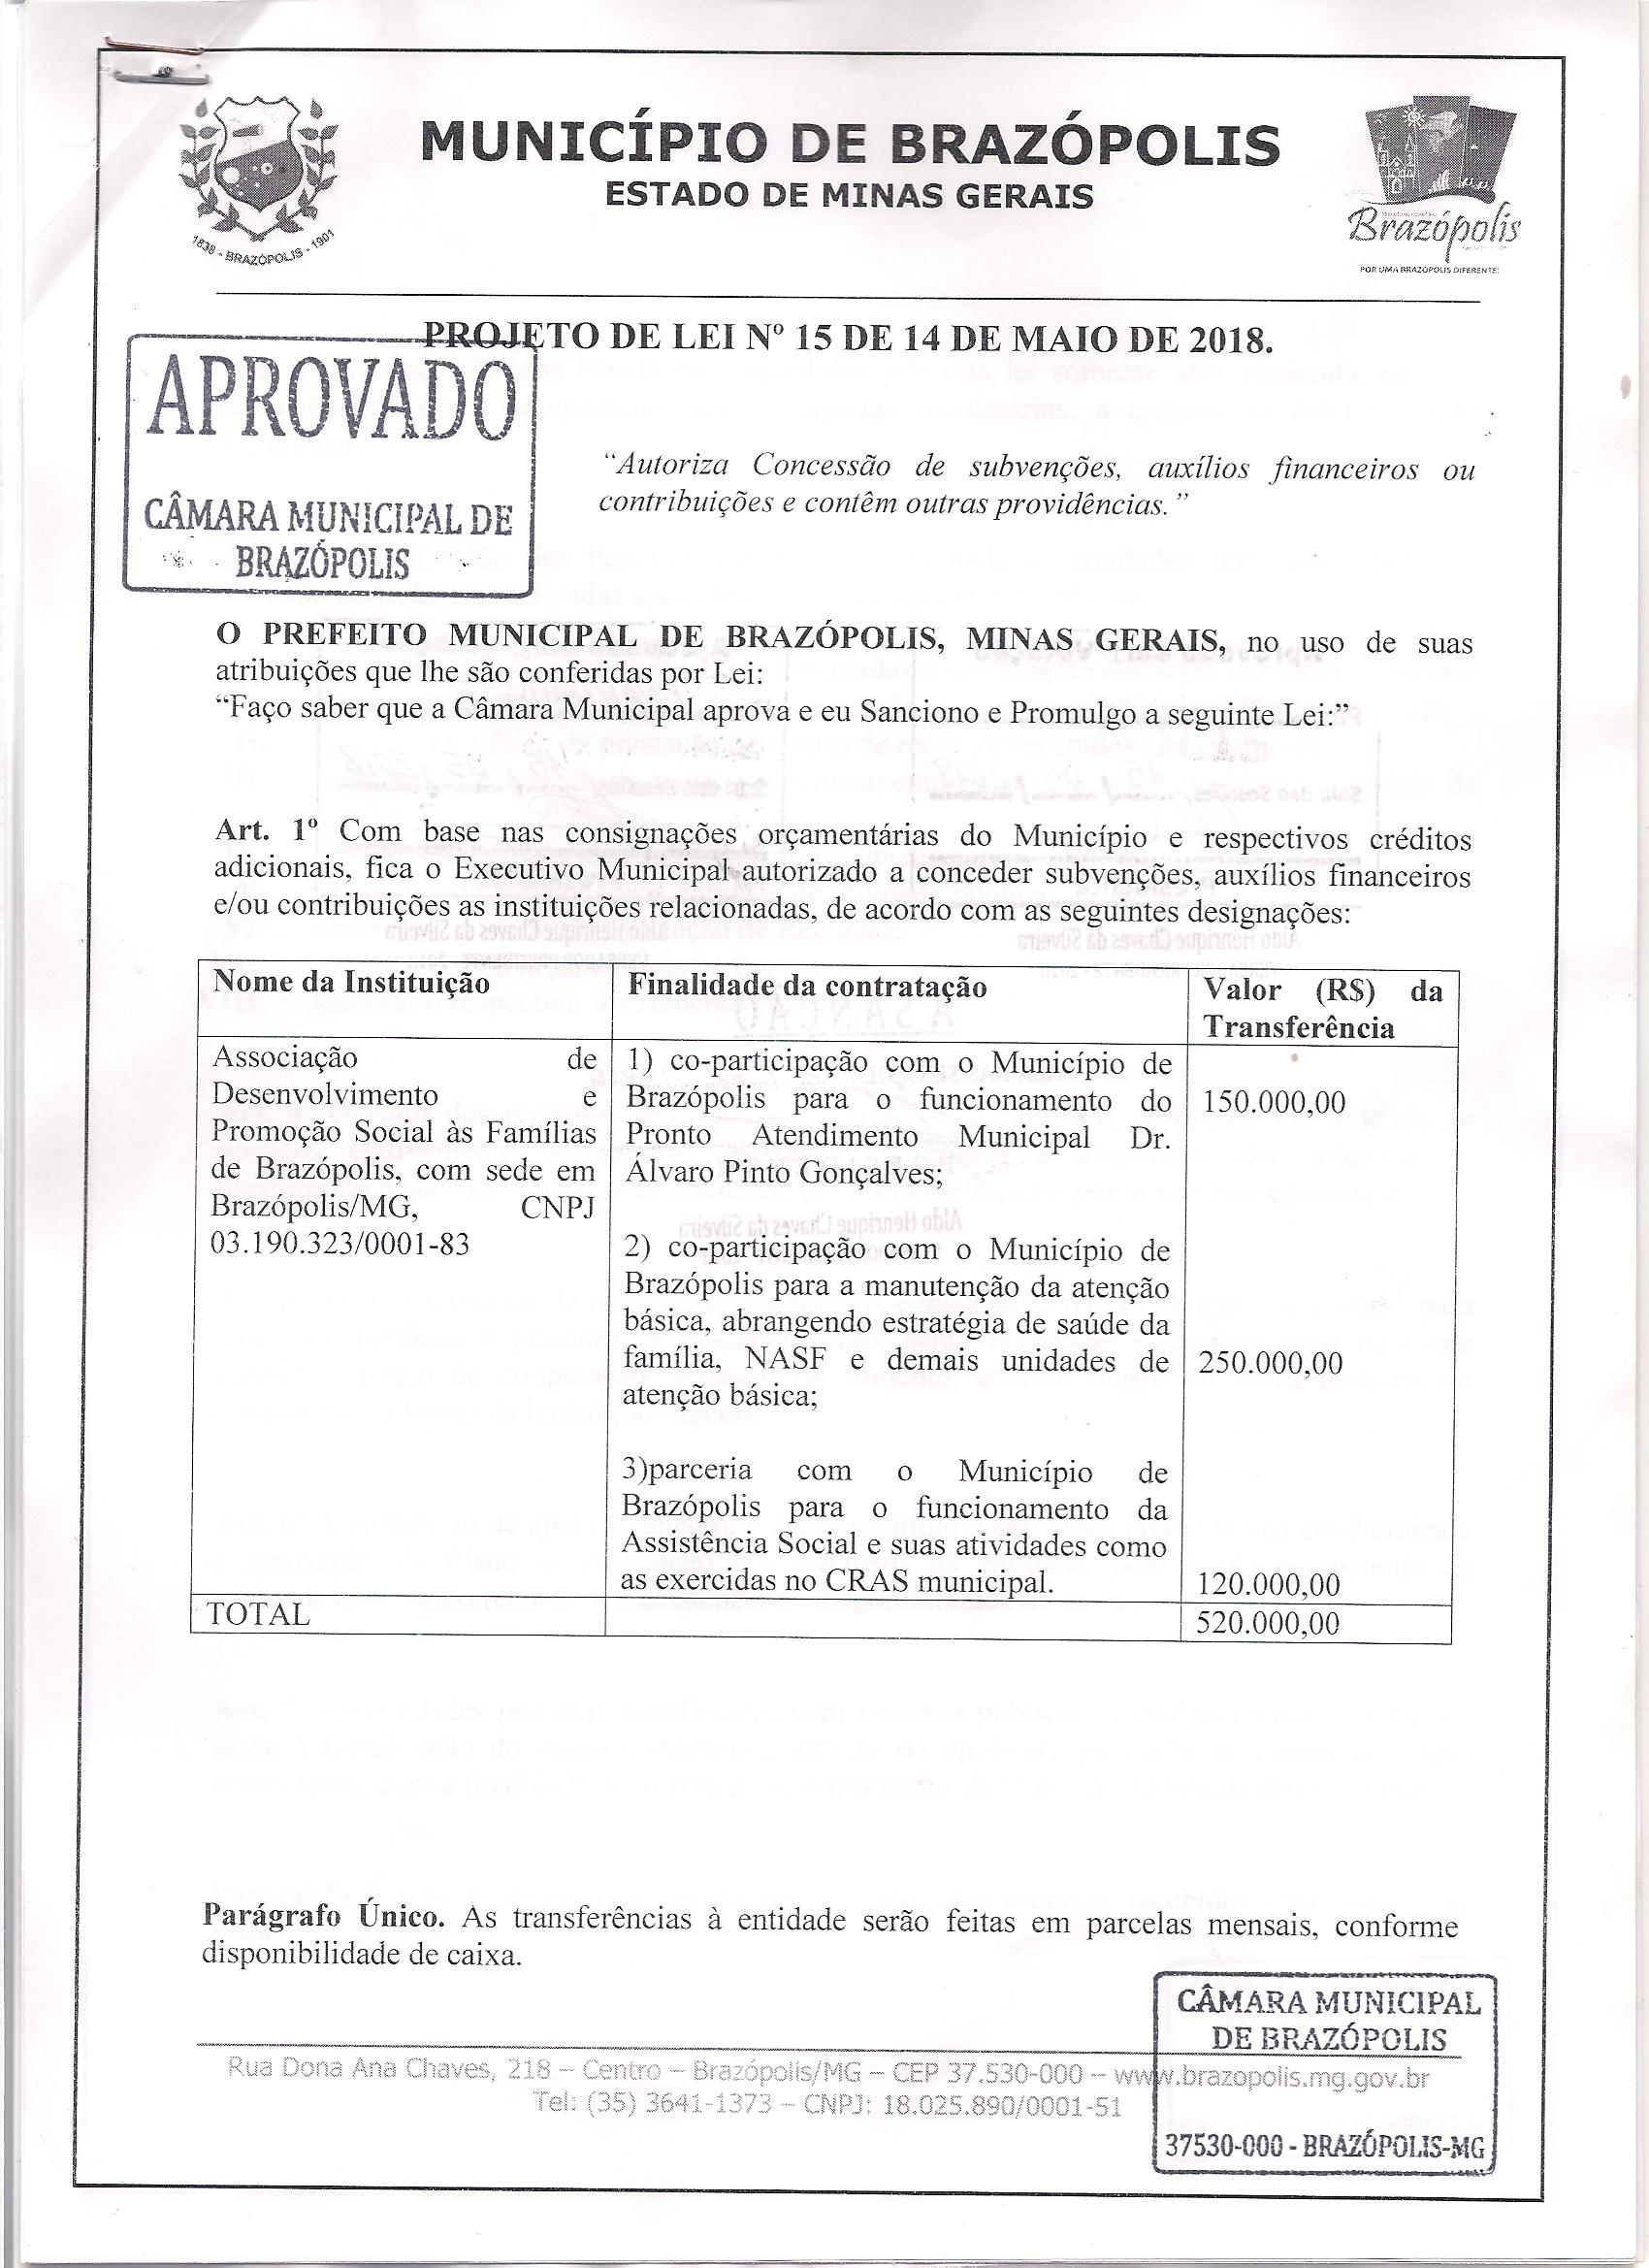 MUNICÍPIO DE BRAZÓPOLIS
ESTADO DE MINAS GERAIS
1838 - BRAZÓPOLIS - 1901
Brazópolis
POR UMA BRAZÓPOLIS DIFERENTE!
PROJETO DE LEI Nº 15 DE 14 DE MAIO DE 2018.
APROVADO
CÂMARA MUNICIPAL DE
BRAZÓPOLIS
“Autoriza Concessão de subvenções, auxílios financeiros ou
contribuições e contêm outras providências.”
O PREFEITO MUNICIPAL DE BRAZÓPOLIS, MINAS GERAIS, no uso de suas
atribuições que lhe são conferidas por Lei:
“Faço saber que a Câmara Municipal aprova e eu Sanciono e Promulgo a seguinte Lei:”
Art. 1º Com base nas consignações orçamentárias do Município e respectivos créditos
adicionais, fica o Executivo Municipal autorizado a conceder subvenções, auxílios financeiros
e/ou contribuições as instituições relacionadas, de acordo com as seguintes designações:
Nome da Instituição
Finalidade da contratação
Valor (R$) da
Transferência
Associação de
Desenvolvimento e
Promoção Social às Famílias
de Brazópolis, com sede em
Brazópolis/MG, CNPJ
03.190.323/0001-83
1) co-participação com o Município de
Brazópolis para o funcionamento do
Pronto Atendimento Municipal Dr.
Álvaro Pinto Gonçalves;
150.000,00
2) co-participação com o Município de
Brazópolis para a manutenção da atenção
básica, abrangendo estratégia de saúde da
família, NASF e demais unidades de
atenção básica;
250.000,00
3)parceria com o Município de
Brazópolis para o funcionamento da
Assistência Social e suas atividades como
as exercidas no CRAS municipal.
120.000,00
TOTAL
520.000,00
Parágrafo Único. As transferências à entidade serão feitas em parcelas mensais, conforme
disponibilidade de caixa.
Rua Dona Ana Chaves, 218 – Centro – Brazópolis/MG – CEP 37.530-000 – www.brazopolis.mg.gov.br
Tel: (35) 3641-1373 – CNPJ: 18.025.890/0001-51
CÂMARA MUNICIPAL
DE BRAZÓPOLIS
37530-000 - BRAZÓPOLIS-MG